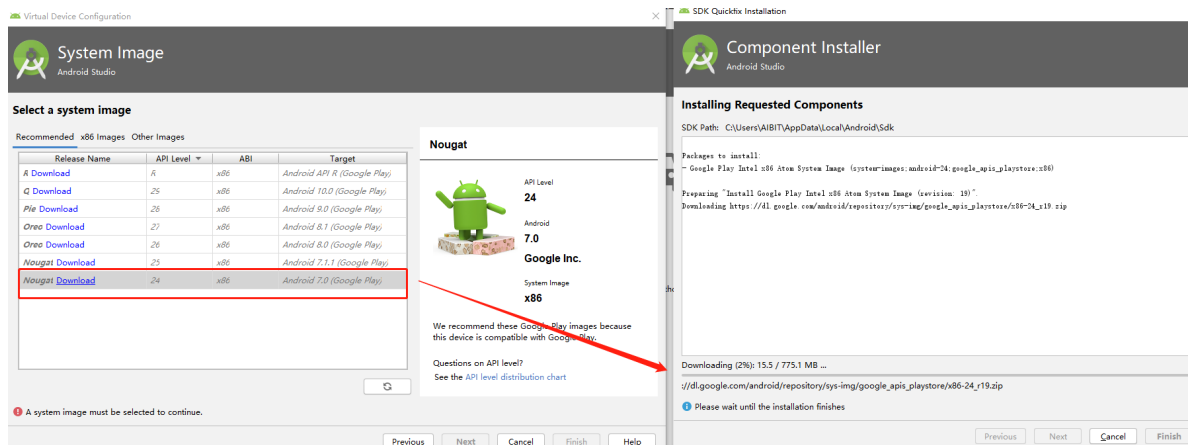 Virtual Device Configuration
System Image
Android Studio
Select a system image
Recommended x86 Images Other Images
Release Name API Level ABI Target
R Download R x86 Android API R (Google Play)
Q Download 25 x86 Android 10.0 (Google Play)
Pie Download 26 x86 Android 9.0 (Google Play)
Oreo Download 27 x86 Android 8.1 (Google Play)
Oreo Download 26 x86 Android 8.0 (Google Play)
Nougat Download 25 x86 Android 7.1.1 (Google Play)
Nougat Download 24 x86 Android 7.0 (Google Play)
Nougat
API Level
24
Android
7.0
Google Inc.
System Image
x86
We recommend these Google Play images because
this device is compatible with Google Play.
Questions on API level?
See the API level distribution chart
A system image must be selected to continue.
Previous Next Cancel Finish Help
SDK Quickfix Installation
Component Installer
Android Studio
Installing Requested Components
SDK Path: C:\Users\AIBIT\AppData\Local\Android\Sdk
Packages to install:
- Google Play Intel x86 Atom System Image (system-images;android-24;google_apis_playstore;x86)
Preparing "Install Google Play Intel x86 Atom System Image (revision: 19)".
Downloading https://dl.google.com/android/repository/sys-img/google_apis_playstore/x86-24_r19.zip
Downloading (2%): 15.5 / 775.1 MB ...
://dl.google.com/android/repository/sys-img/google_apis_playstore/x86-24_r19.zip
Please wait until the installation finishes
Previous Next Cancel Finish